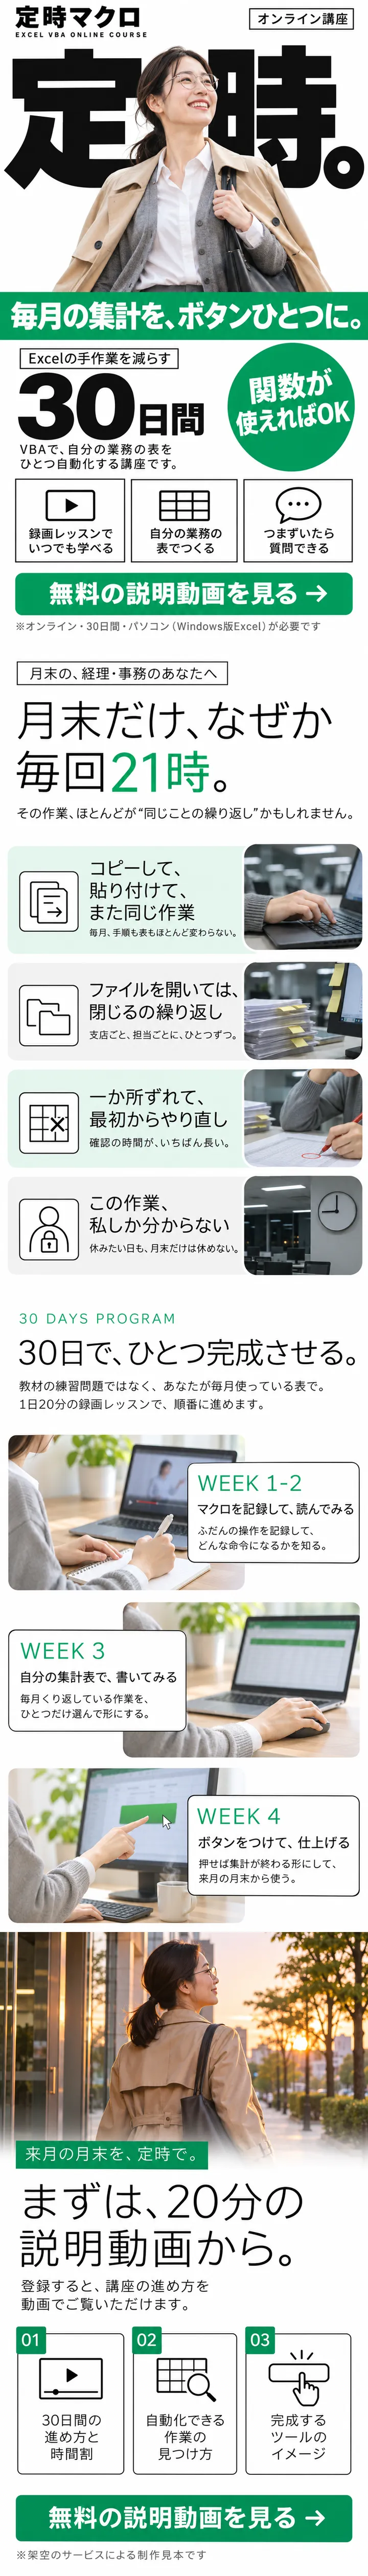 定時マクロ
EXCEL VBA ONLINE COURSE
オンライン講座
定時。
毎月の集計を、ボタンひとつに。
Excelの手作業を減らす
30日間
関数が
使えればOK
VBAで、自分の業務の表を
ひとつ自動化する講座です。
録画レッスンで
いつでも学べる
自分の業務の
表でつくる
つまずいたら
質問できる
無料の説明動画を見る →
※オンライン・30日間・パソコン（Windows版Excel）が必要です
月末の、経理・事務のあなたへ
月末だけ、なぜか
毎回21時。
その作業、ほとんどが“同じことの繰り返し”かもしれません。
コピーして、
貼り付けて、
また同じ作業
毎月、手順も表もほとんど変わらない。
ファイルを開いては、
閉じるの繰り返し
支店ごと、担当ごとに、ひとつずつ。
一か所ずれて、
最初からやり直し
確認の時間が、いちばん長い。
この作業、
私しか分からない
休みたい日も、月末だけは休めない。
30 DAYS PROGRAM
30日で、ひとつ完成させる。
教材の練習問題ではなく、あなたが毎月使っている表で。
1日20分の録画レッスンで、順番に進めます。
WEEK 1-2
マクロを記録して、読んでみる
ふだんの操作を記録して、
どんな命令になるかを知る。
WEEK 3
自分の集計表で、書いてみる
毎月くり返している作業を、
ひとつだけ選んで形にする。
WEEK 4
ボタンをつけて、仕上げる
押せば集計が終わる形にして、
来月の月末から使う。
来月の月末を、定時で。
まずは、20分の
説明動画から。
登録すると、講座の進め方を
動画でご覧いただけます。
01
30日間の
進め方と
時間割
02
自動化できる
作業の
見つけ方
03
完成する
ツールの
イメージ
無料の説明動画を見る →
※架空のサービスによる制作見本です